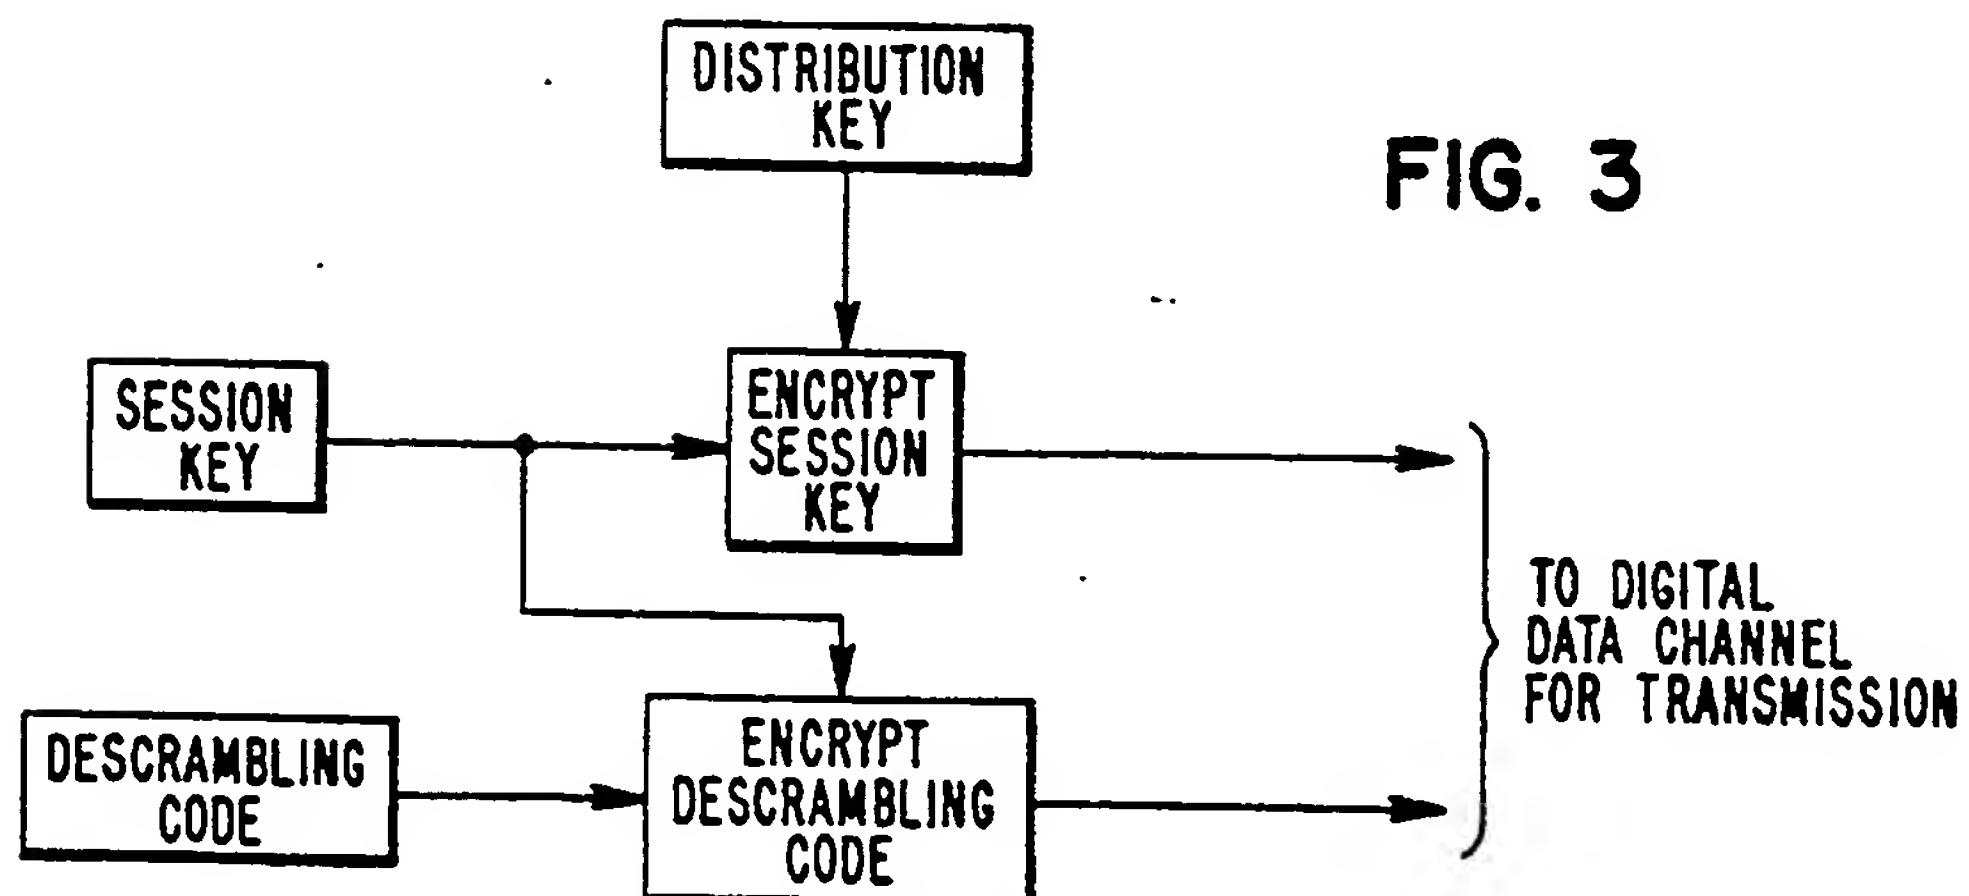 DISTRIBUTION
KEY
FIG. 3
SESSION
KEY
ENCRYPT
SESSION
KEY
TO DIGITAL
DATA CHANNEL
FOR TRANSMISSION
DESCRAMBLING
CODE
ENCRYPT
DESCRAMBLING
CODE